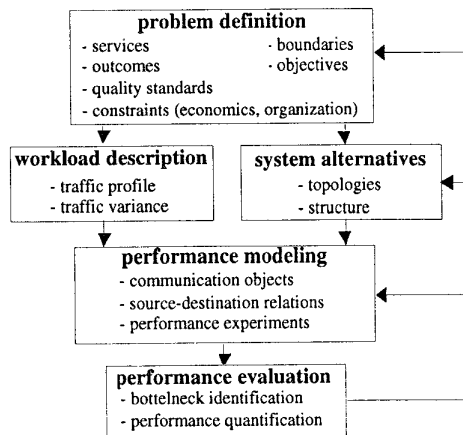 problem definition
- services - boundaries
- outcomes - objectives
- quality standards
- constraints (economics, organization)
workload description
- traffic profile
- traffic variance
system alternatives
- topologies
- structure
performance modeling
- communication objects
- source-destination relations
- performance experiments
performance evaluation
- bottelneck identification
- performance quantification